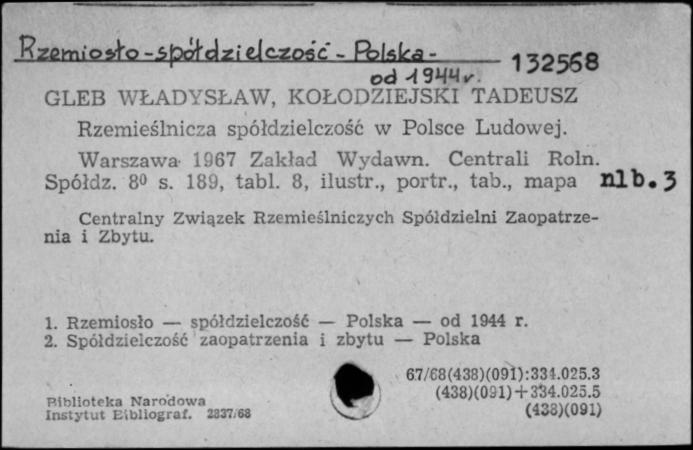 Rzemiosło-spółdzielczość - Polska -
od 1944 r.
132568
GLEB WŁADYSŁAW, KOŁODZIEJSKI TADEUSZ
Rzemieślnicza spółdzielczość w Polsce Ludowej.
Warszawa 1967 Zakład Wydawn. Centrali Roln.
Spółdz. 8⁰ s. 189, tabl. 8, ilustr., portr., tab., mapa nlb. 3
Centralny Związek Rzemieślniczych Spółdzielni Zaopatrze-
nia i Zbytu.
1. Rzemiosło — spółdzielczość — Polska — od 1944 r.
2. Spółdzielczość zaopatrzenia i zbytu — Polska
67/68(438)(091):334.025.3
(438)(091)+334.025.5
(438)(091)
Biblioteka Narodowa
Instytut Bibliograf. 2837/68